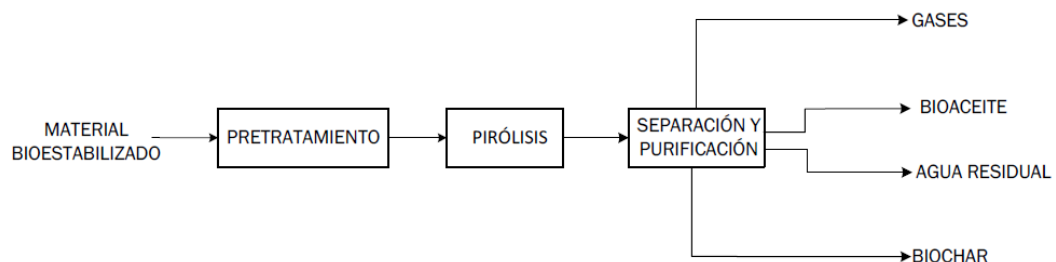 MATERIAL
BIOESTABILIZADO
PRETRATAMIENTO
PIRÓLISIS
SEPARACIÓN Y
PURIFICACIÓN
GASES
BIOACEITE
AGUA RESIDUAL
BIOCHAR